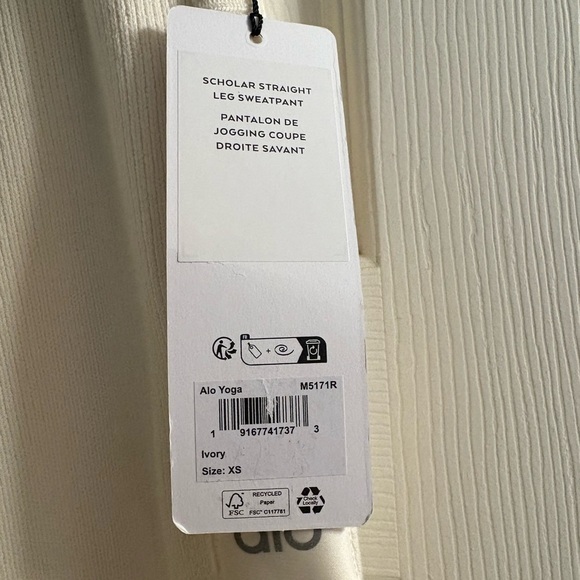 SCHOLAR STRAIGHT
LEG SWEATPANT
PANTALON DE
JOGGING COUPE
DROITE SAVANT
FR
Alo Yoga M5171R
1 9167741737 3
Ivory
Size: XS
FSC
RECYCLED
Paper
FSC® C117781
Check
Locally
alo